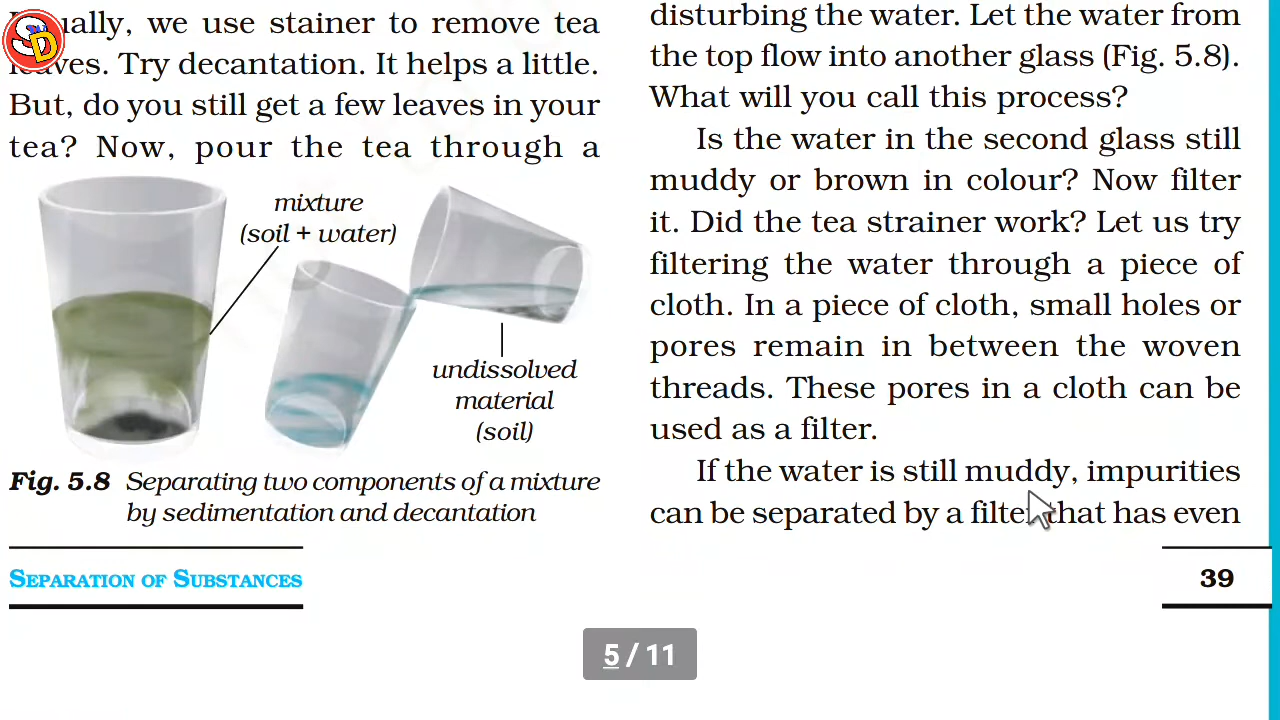 ally, we use stainer to remove tea
leaves. Try decantation. It helps a little.
But, do you still get a few leaves in your
tea? Now, pour the tea through a
mixture
(soil + water)
undissolved
material
(soil)
Fig. 5.8 Separating two components of a mixture
by sedimentation and decantation
disturbing the water. Let the water from
the top flow into another glass (Fig. 5.8).
What will you call this process?
Is the water in the second glass still
muddy or brown in colour? Now filter
it. Did the tea strainer work? Let us try
filtering the water through a piece of
cloth. In a piece of cloth, small holes or
pores remain in between the woven
threads. These pores in a cloth can be
used as a filter.
If the water is still muddy, impurities
can be separated by a filter that has even
SEPARATION OF SUBSTANCES
39
5 / 11